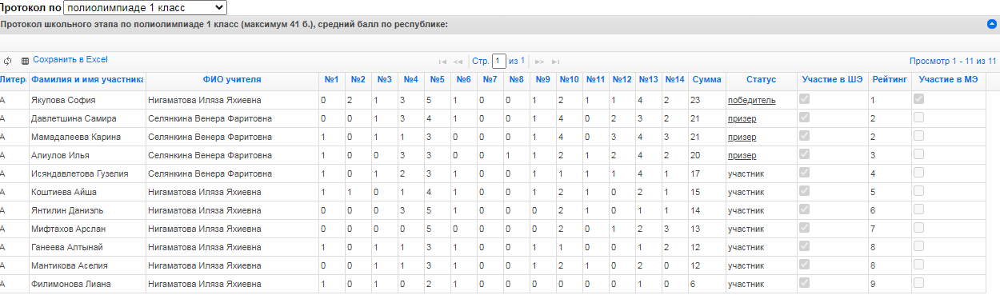 Протокол по полиолимпиаде 1 класс
Протокол школьного этапа по полиолимпиаде 1 класс (максимум 41 б.), средний балл по республике:
Сохранить в Excel Стр. 1 из 1 Просмотр 1 - 11 из 11
Литер Фамилия и имя участника ФИО учителя №1 №2 №3 №4 №5 №6 №7 №8 №9 №10 №11 №12 №13 №14 Сумма Статус Участие в ШЭ Рейтинг Участие в МЭ
А Якупова София Нигаматова Иляза Яхиевна 0 2 1 3 5 1 0 0 1 2 1 1 4 2 23 победитель 1
А Давлетшина Самира Селянкина Венера Фаритовна 0 0 1 3 4 1 0 0 1 4 0 2 3 2 21 призер 2
А Мамадалеева Карина Селянкина Венера Фаритовна 1 0 1 1 3 0 0 0 1 4 0 3 4 3 21 призер 2
А Алиулов Илья Селянкина Венера Фаритовна 1 0 0 3 3 0 0 1 1 2 1 2 4 2 20 призер 3
А Исяндавлетова Гузелия Селянкина Венера Фаритовна 1 0 1 2 3 1 0 0 1 1 1 1 4 1 17 участник 4
А Коштиева Айша Нигаматова Иляза Яхиевна 1 1 0 1 4 1 0 0 1 2 1 0 2 1 15 участник 5
А Янтилин Даниэль Нигаматова Иляза Яхиевна 0 0 0 3 5 1 0 0 0 2 1 0 1 1 14 участник 6
А Мифтахов Арслан Нигаматова Иляза Яхиевна 0 0 0 0 5 0 0 0 0 2 0 1 2 3 13 участник 7
А Ганеева Алтынай Нигаматова Иляза Яхиевна 1 0 1 1 3 1 0 0 1 1 0 0 1 2 12 участник 8
А Мантикова Аселия Нигаматова Иляза Яхиевна 0 0 1 1 3 1 0 0 1 2 1 0 2 0 12 участник 8
А Филимонова Лиана Нигаматова Иляза Яхиевна 1 0 1 0 2 1 0 0 0 0 0 0 1 0 6 участник 9